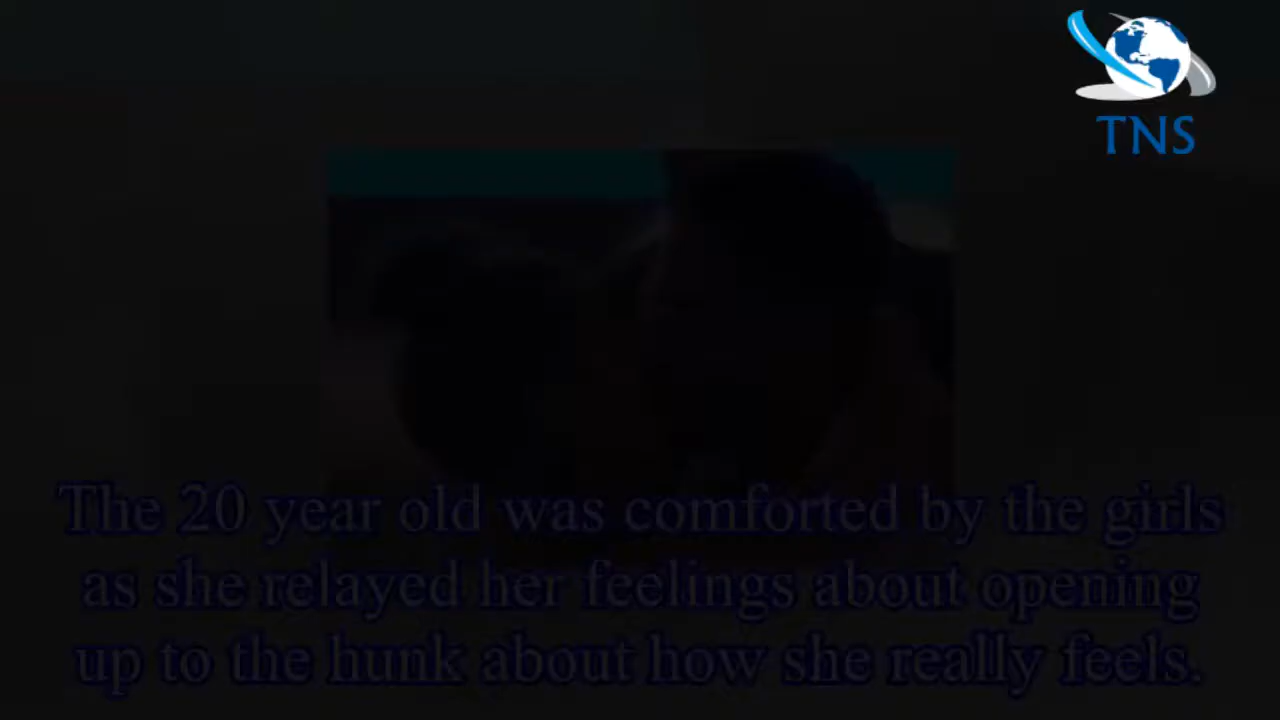 TNS
The 20 year old was comforted by the girls
as she relayed her feelings about opening
up to the hunk about how she really feels.